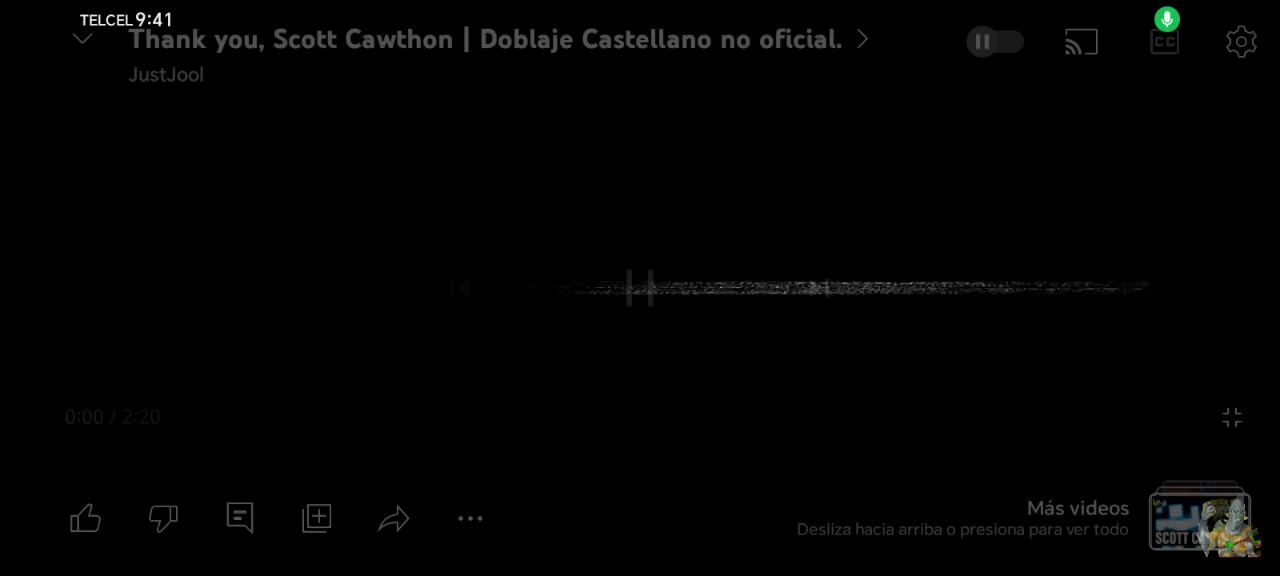 TELCEL 9:41
Thank you, Scott Cawthon | Doblaje Castellano no oficial.
CC
JustJool
0:00 / 2:20
Más videos
Desliza hacia arriba o presiona para ver todo
SCOTT